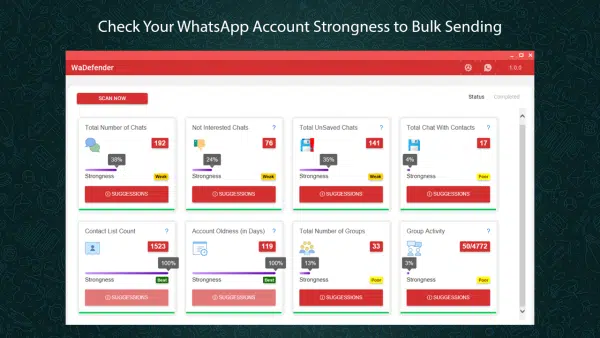 Check Your WhatsApp Account Strongness to Bulk Sending
WaDefender
1.0.0
SCAN NOW
Status Completed
Total Number of Chats ?
192
38%
Strongness Weak
SUGGESSIONS
Not Interested Chats ?
76
24%
Strongness Weak
SUGGESSIONS
Total UnSaved Chats ?
141
35%
Strongness Weak
SUGGESSIONS
Total Chat With Contacts ?
17
4%
Strongness Poor
SUGGESSIONS
Contact List Count ?
1523
100%
Strongness Best
SUGGESSIONS
Account Oldness (in Days) ?
119
100%
Strongness Best
SUGGESSIONS
Total Number of Groups ?
33
13%
Strongness Poor
SUGGESSIONS
Group Activity ?
50/4772
3%
Strongness Poor
SUGGESSIONS